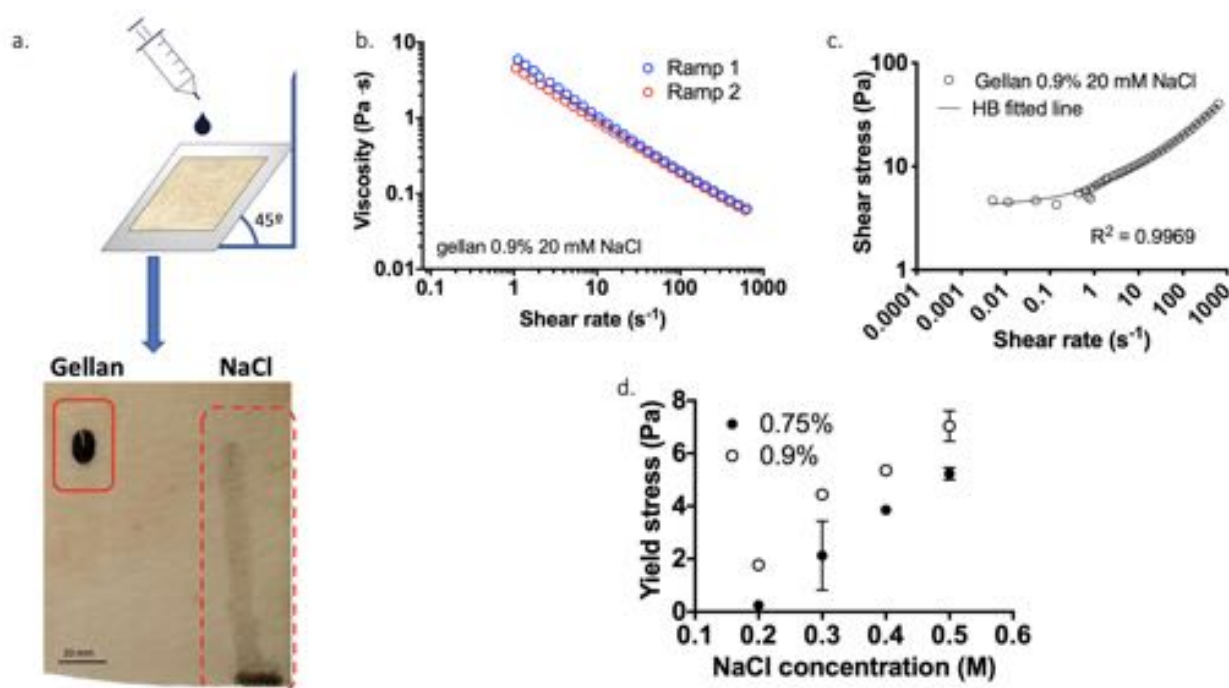 a.
45º
Gellan
NaCl
20 mm
b.
Viscosity (Pa ·s)
10
1
0.1
0.01
Ramp 1
Ramp 2
gellan 0.9% 20 mM NaCl
0.1
1
10
100
1000
Shear rate (s⁻¹)
c.
Shear stress (Pa)
100
10
1
Gellan 0.9% 20 mM NaCl
HB fitted line
R² = 0.9969
0.0001
0.001
0.01
0.1
1
10
100
1000
Shear rate (s⁻¹)
d.
Yield stress (Pa)
8
6
4
2
0
0.75%
0.9%
0.1
0.2
0.3
0.4
0.5
0.6
NaCl concentration (M)